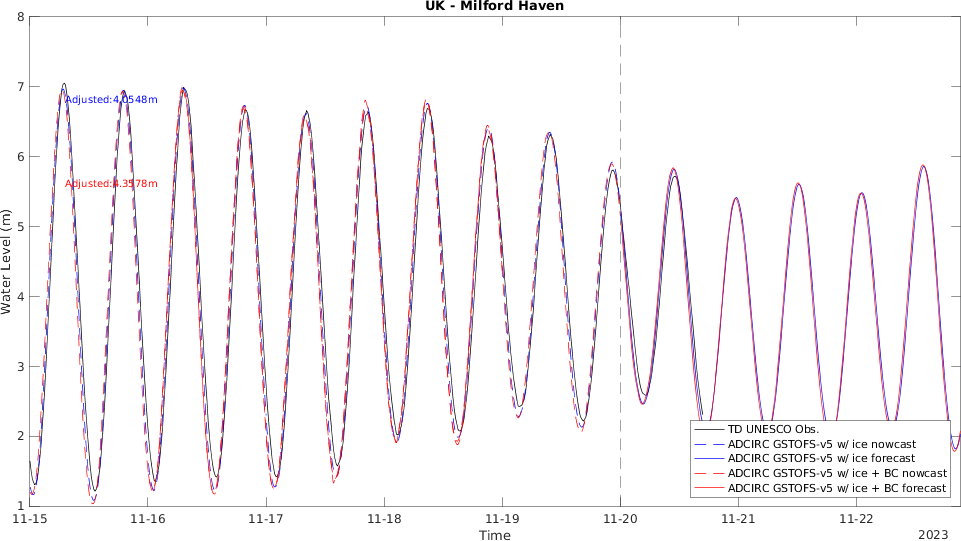 UK - Milford Haven
8
7
6
5
4
3
2
1
Water Level (m)
Adjusted:4.0548m
Adjusted:4.3578m
TD UNESCO Obs.
ADCIRC GSTOFS-v5 w/ ice nowcast
ADCIRC GSTOFS-v5 w/ ice forecast
ADCIRC GSTOFS-v5 w/ ice + BC nowcast
ADCIRC GSTOFS-v5 w/ ice + BC forecast
11-15 11-16 11-17 11-18 11-19 11-20 11-21 11-22
Time
2023